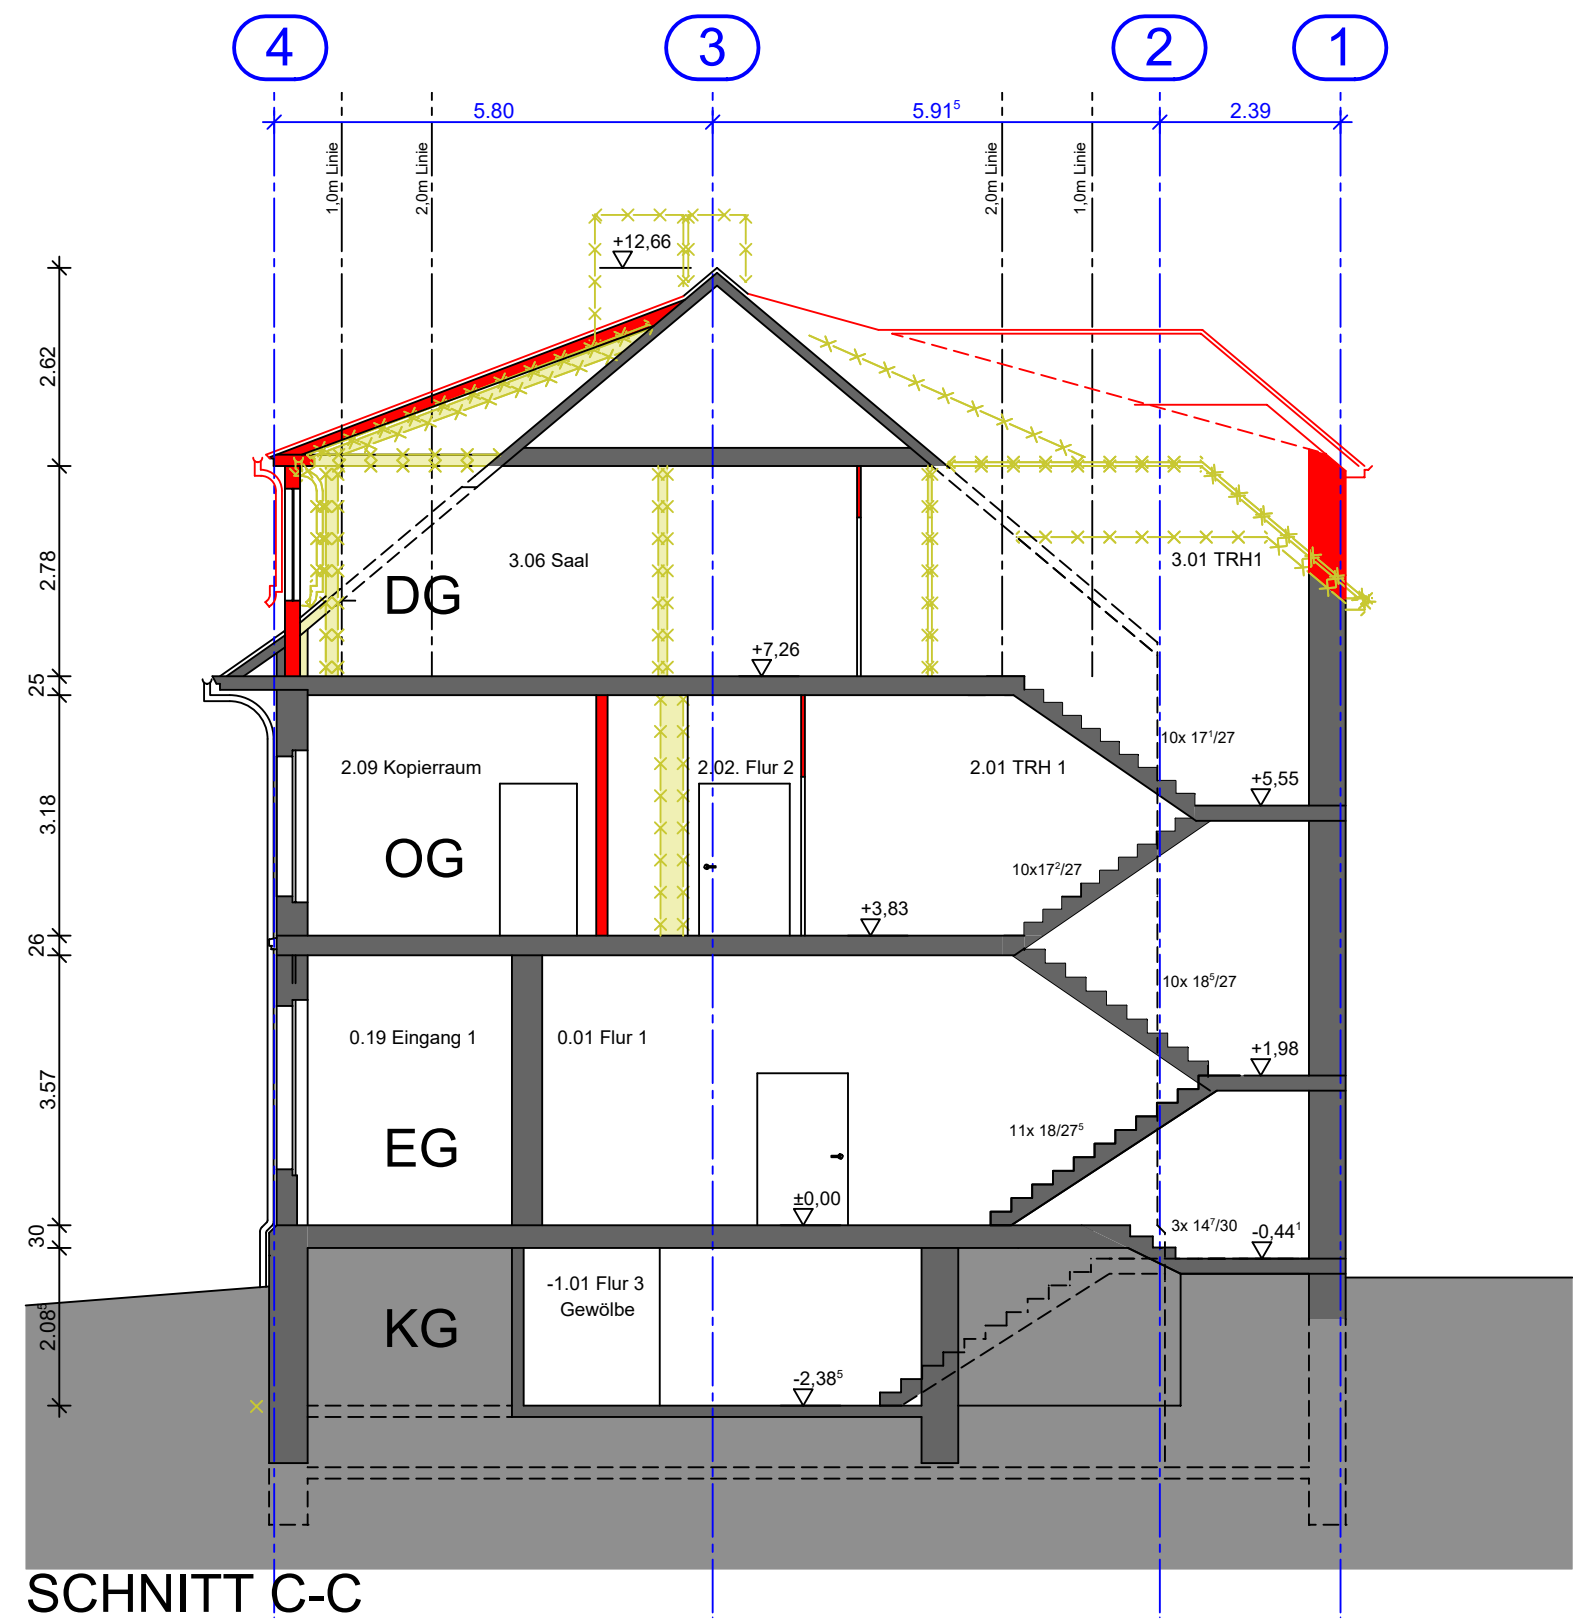 4 3 2 1
5.80 5.91⁵ 2.39
1,0m Linie 2,0m Linie 2,0m Linie 1,0m Linie
+12,66
2.62
2.78
3.06 Saal
3.01 TRH1
DG
+7,26
25
10x 17¹/27
2.09 Kopierraum
2.02. Flur 2
2.01 TRH 1
+5,55
3.18
OG
10x17²/27
+3,83
26
10x 18⁵/27
0.19 Eingang 1
0.01 Flur 1
+1,98
3.57
11x 18/27⁵
EG
±0,00
3x 14⁷/30
-0,44¹
30
-1.01 Flur 3
Gewölbe
2.08⁵
KG
-2,38⁵
SCHNITT C-C